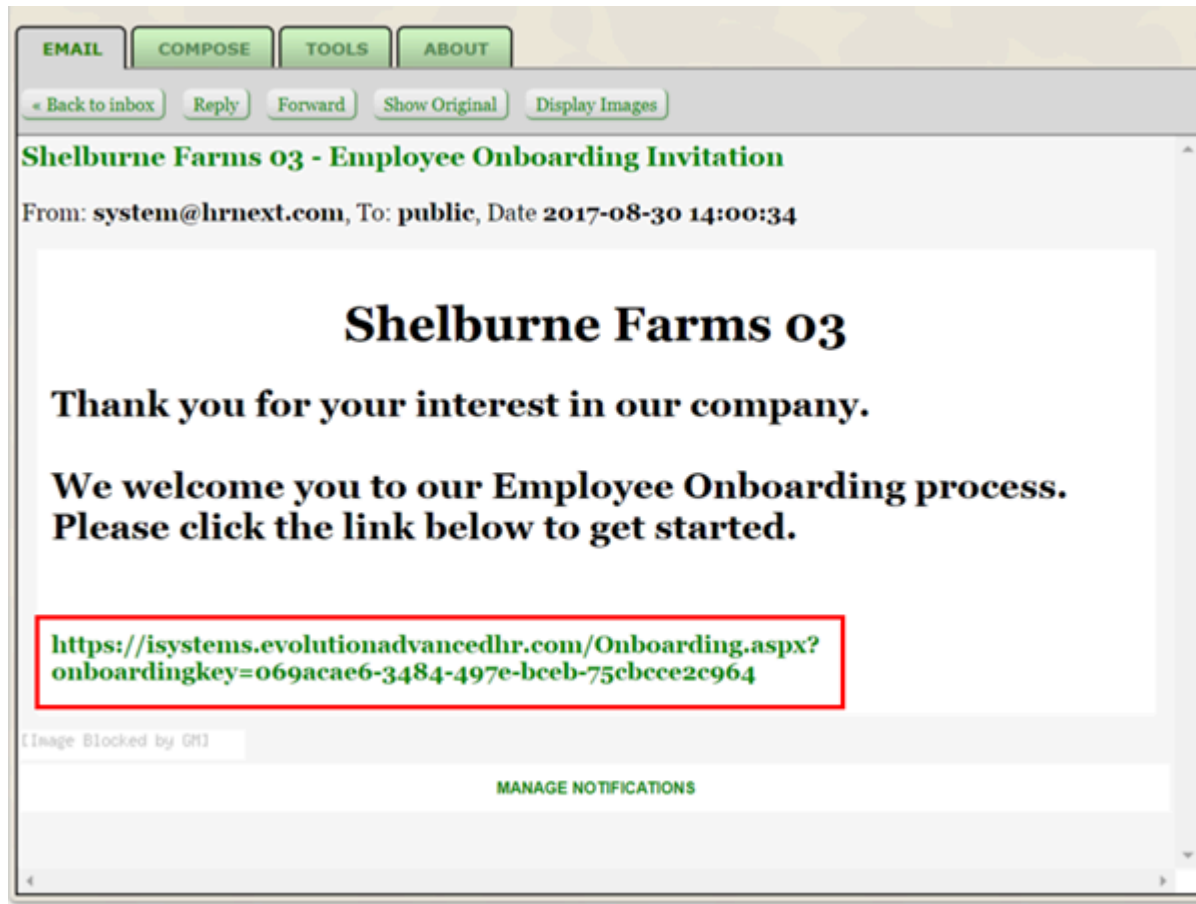 EMAIL COMPOSE TOOLS ABOUT
« Back to inbox Reply Forward Show Original Display Images
Shelburne Farms 03 - Employee Onboarding Invitation
From: system@hrnext.com, To: public, Date 2017-08-30 14:00:34
Shelburne Farms 03
Thank you for your interest in our company.
We welcome you to our Employee Onboarding process.
Please click the link below to get started.
https://isystems.evolutionadvancedhr.com/Onboarding.aspx?
onboardingkey=069acae6-3484-497e-bceb-75cbcce2c964
[Image Blocked by GM]
MANAGE NOTIFICATIONS